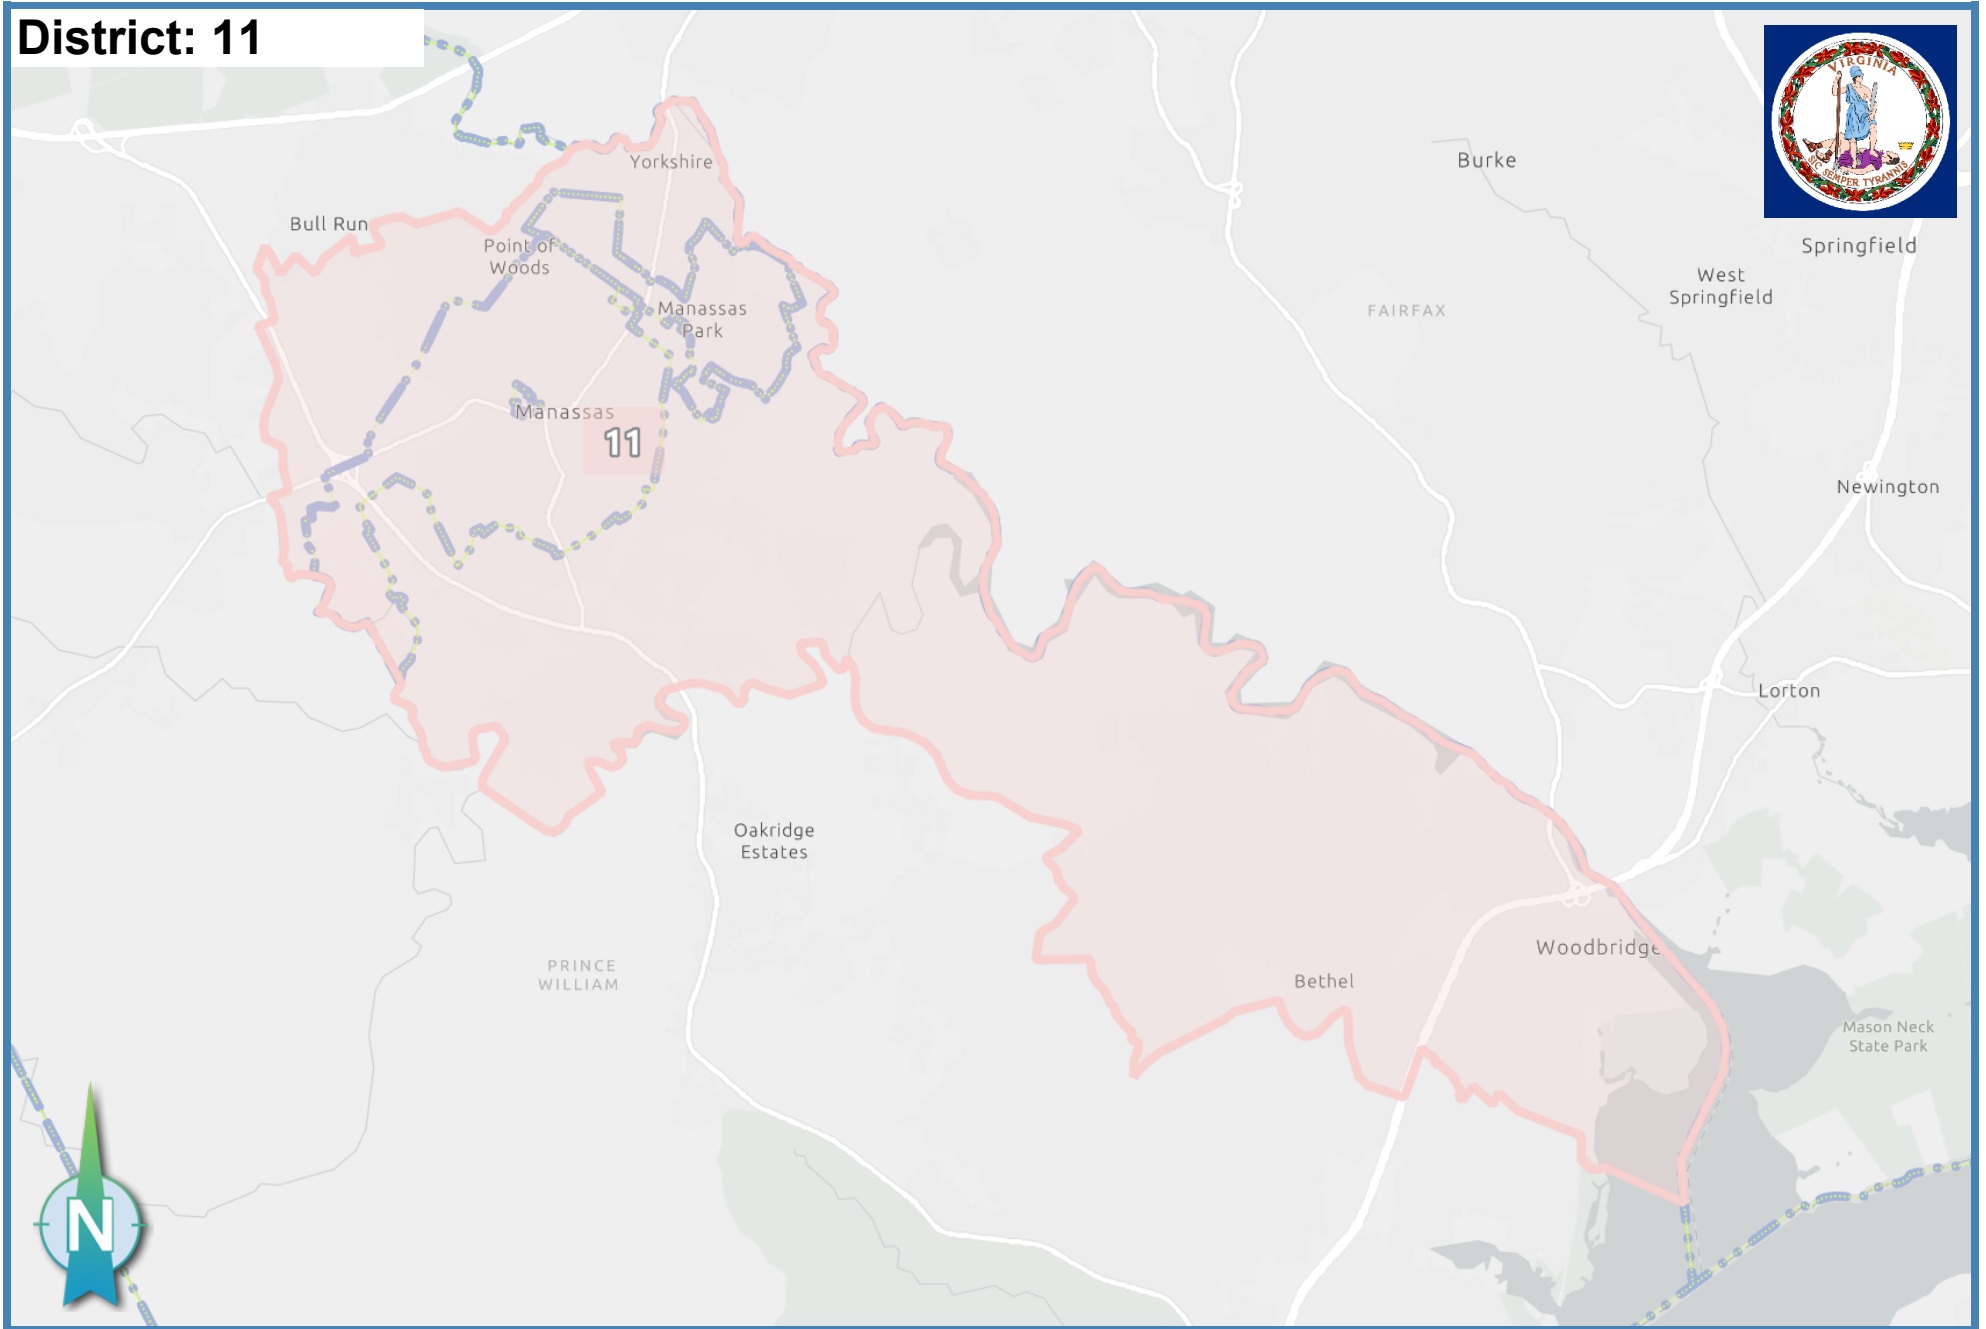 District: 11
VIRGINIA
SIC SEMPER TYRANNIS
Yorkshire
Burke
Bull Run
Point of
Woods
Springfield
West
Springfield
Manassas
Park
FAIRFAX
Manassas
11
Newington
Lorton
Oakridge
Estates
Woodbridge
PRINCE
WILLIAM
Bethel
Mason Neck
State Park
N